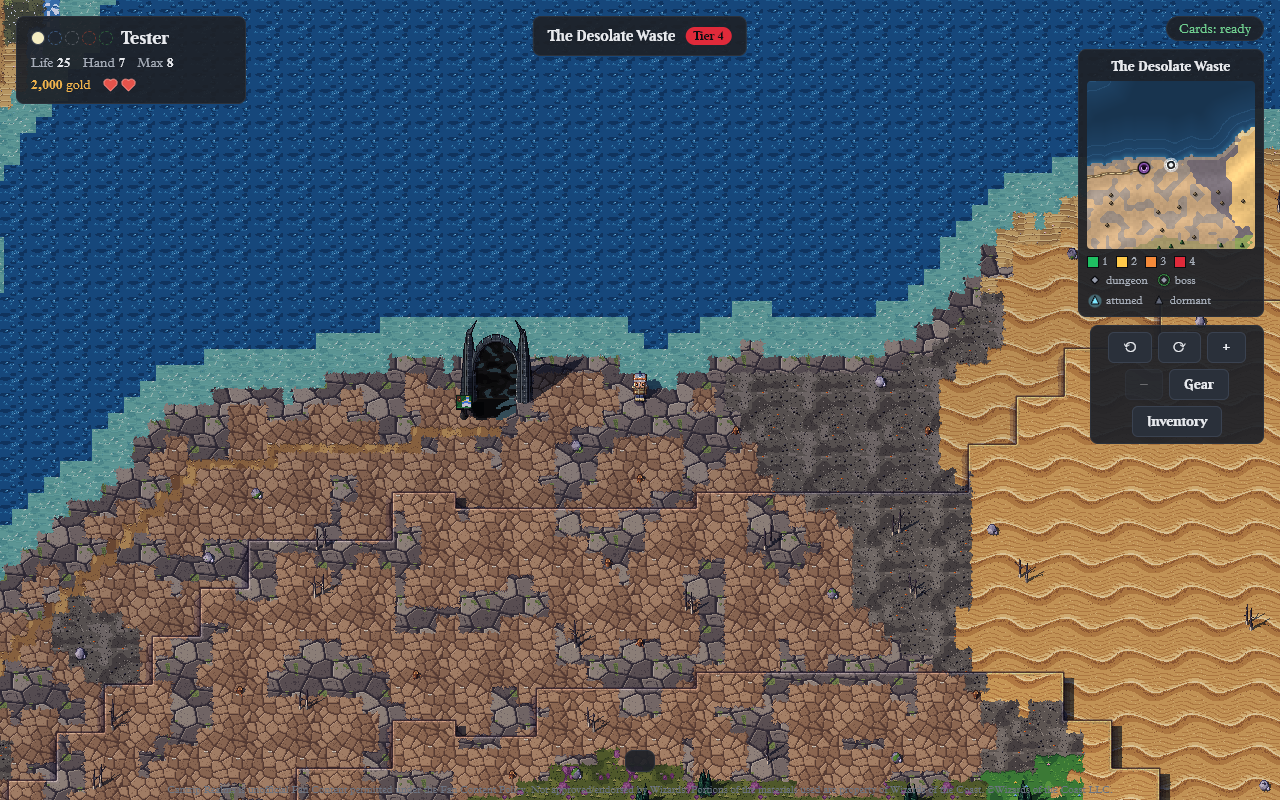 Tester
Life 25 Hand 7 Max 8
2,000 gold
The Desolate Waste Tier 4
Cards: ready
The Desolate Waste
1 2 3 4
dungeon boss
attuned dormant
+
−
Gear
Inventory